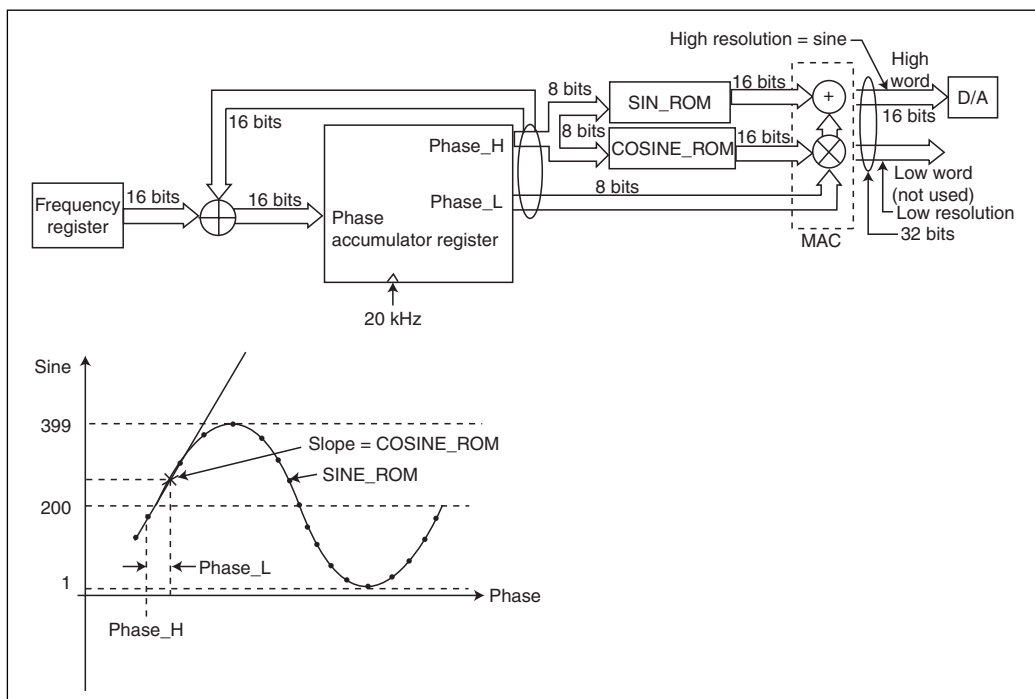 High resolution = sine
High
word
8 bits
16 bits
SIN_ROM
+
D/A
16 bits
16 bits
8 bits
16 bits
Phase_H
COSINE_ROM
8 bits
Low word
(not used)
Low resolution
32 bits
MAC
Phase_L
16 bits
16 bits
Frequency
register
Phase
accumulator register
20 kHz
Sine
399
Slope = COSINE_ROM
SINE_ROM
200
Phase_L
1
Phase
Phase_H